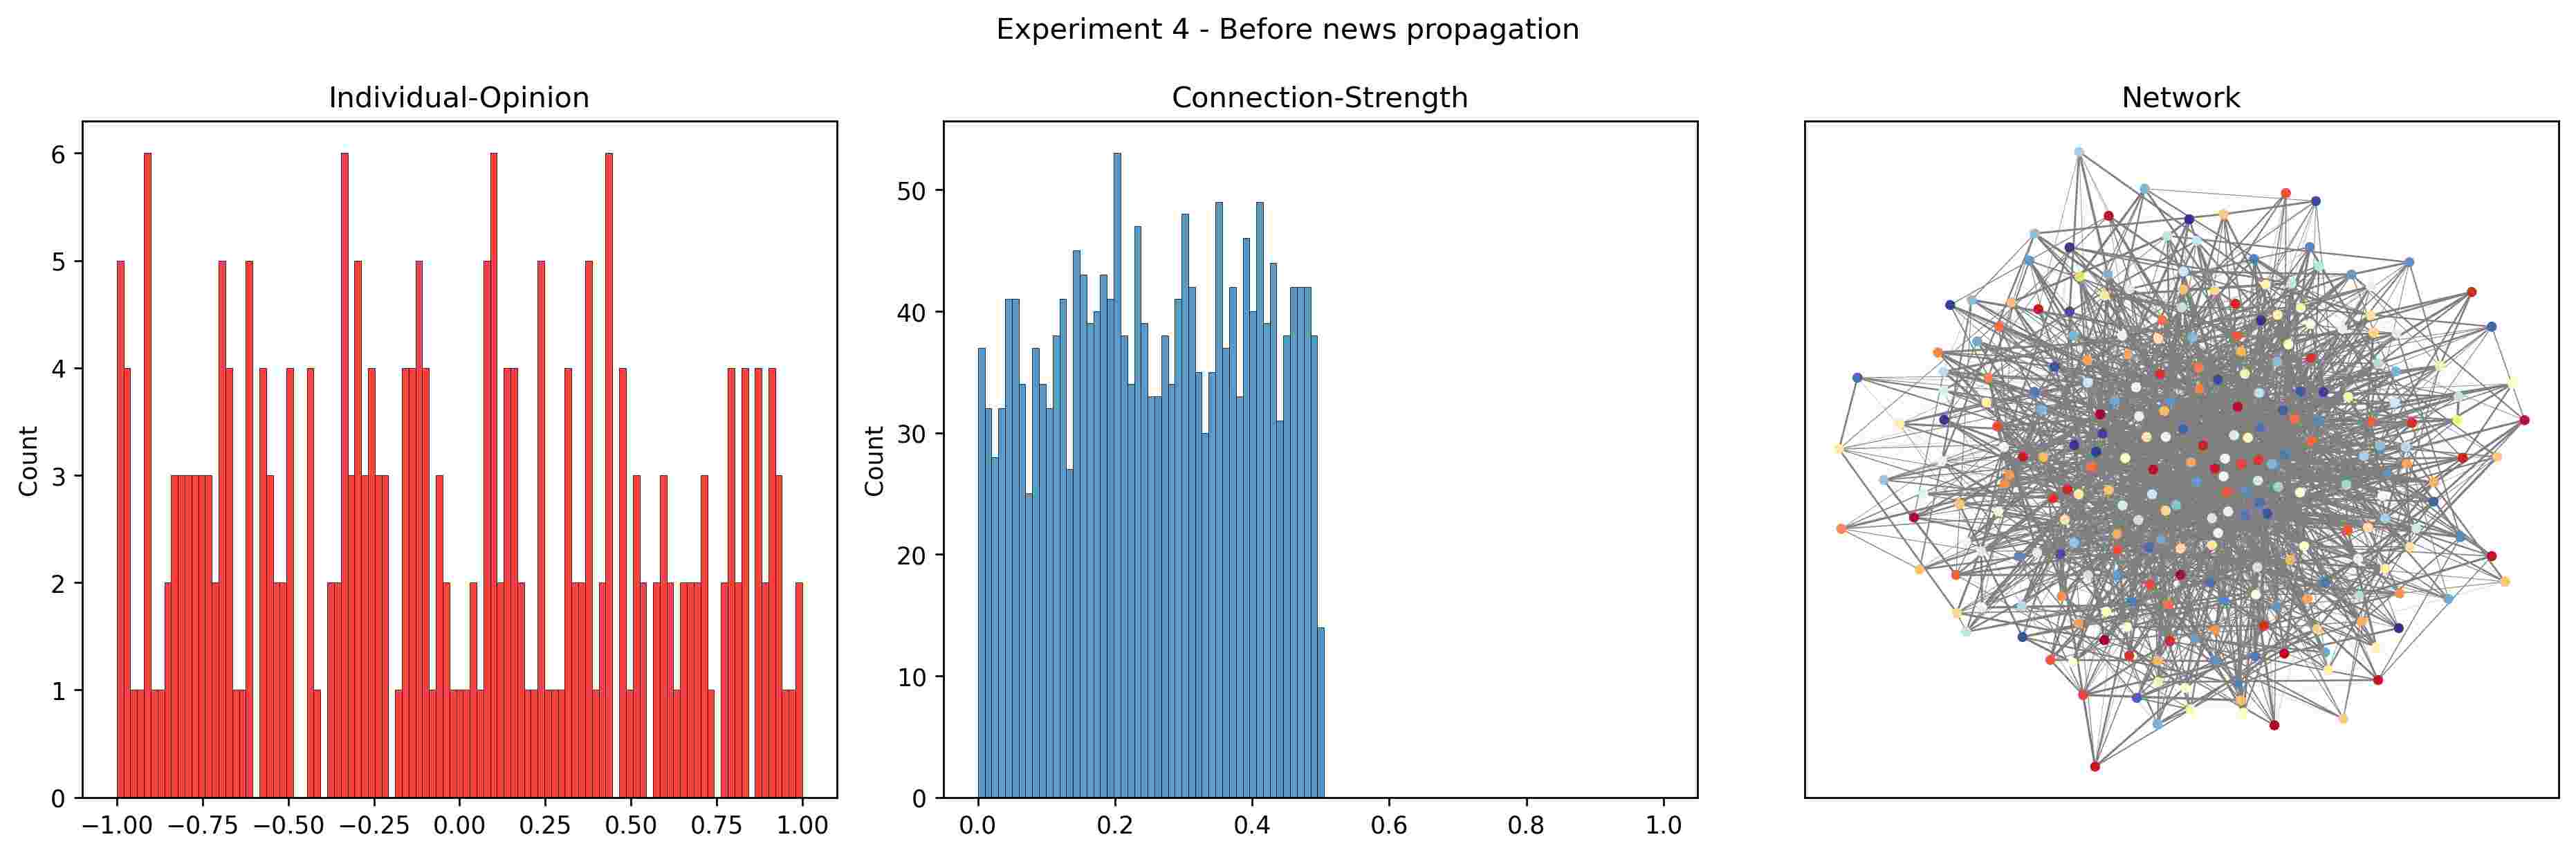 Experiment 4 - Before news propagation
Individual-Opinion
Count
6
5
4
3
2
1
0
−1.00 −0.75 −0.50 −0.25 0.00 0.25 0.50 0.75 1.00
Connection-Strength
Count
50
40
30
20
10
0
0.0 0.2 0.4 0.6 0.8 1.0
Network